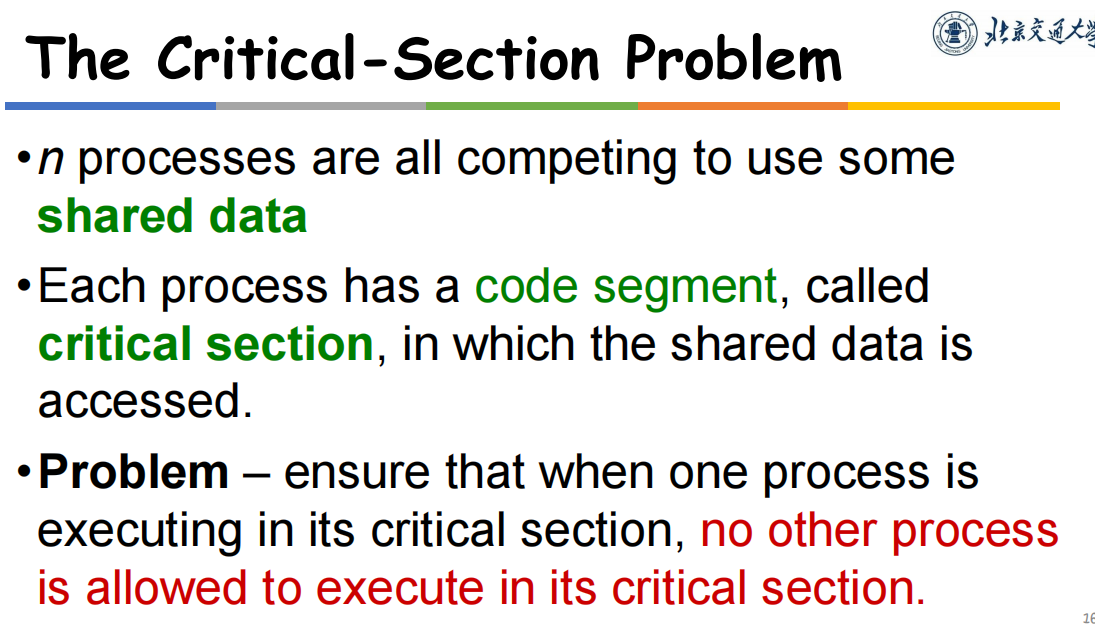 The Critical-Section Problem
北京交通大学
•n processes are all competing to use some
shared data
•Each process has a code segment, called
critical section, in which the shared data is
accessed.
•Problem – ensure that when one process is
executing in its critical section, no other process
is allowed to execute in its critical section.
16